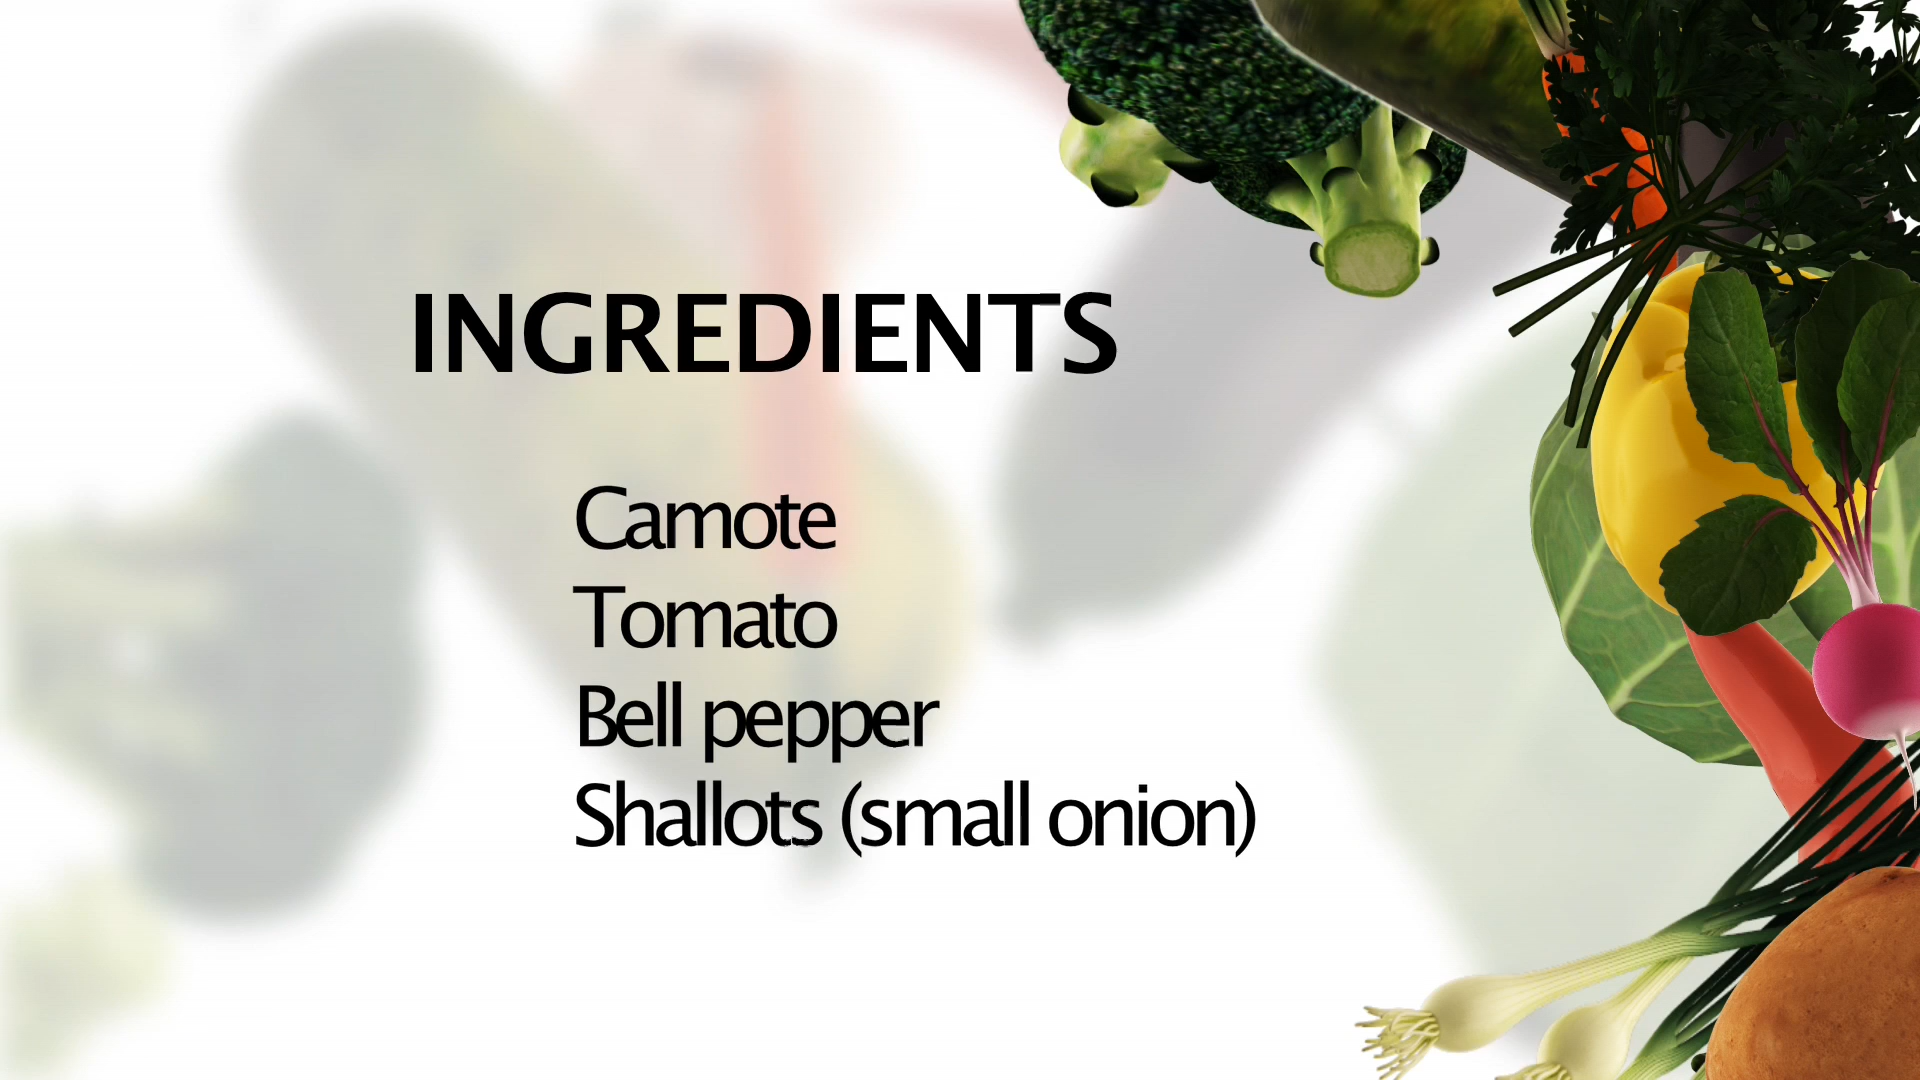 INGREDIENTS
Camote
Tomato
Bell pepper
Shallots (small onion)